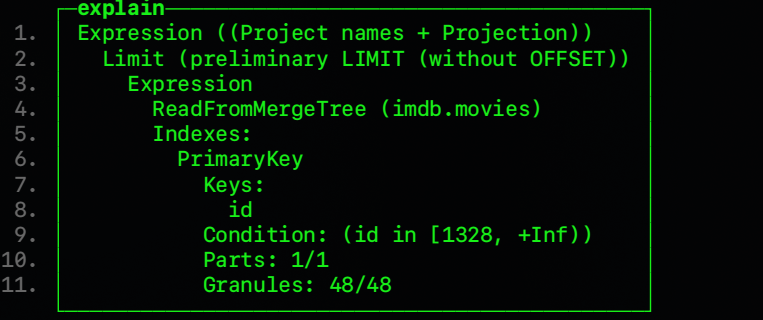 explain
1. Expression ((Project names + Projection))
2. Limit (preliminary LIMIT (without OFFSET))
3. Expression
4. ReadFromMergeTree (imdb.movies)
5. Indexes:
6. PrimaryKey
7. Keys:
8. id
9. Condition: (id in [1328, +Inf))
10. Parts: 1/1
11. Granules: 48/48